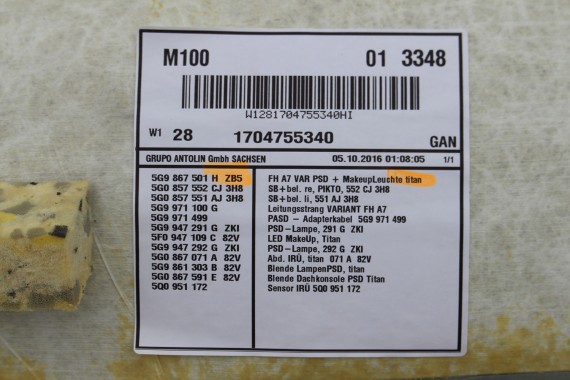 M100 01 3348
W1281704755340HI
W1 28 1704755340 GAN
GRUPO ANTOLIN GmbH SACHSEN 05.10.2016 01:08:05 1/1
5G9 867 501 H ZB5 FH A7 VAR PSD + MakeupLeuchte titan
5G0 857 552 CJ 3H8 SB+bel. re, PIKTO, 552 CJ 3H8
5G0 857 551 AJ 3H8 SB+bel. li, 551 AJ 3H8
5G9 971 100 G Leitungsstrang VARIANT FH A7
5G9 971 499 PASD - Adapterkabel 5G9 971 499
5G9 947 291 G ZKI PSD-Lampe, 291 G ZKI
5F0 947 109 C 82V LED MakeUp, Titan
5G9 947 292 G ZKI PSD-Lampe, 292 G ZKI
5G0 867 071 A 82V Abd. IRÜ, titan 071 A 82V
5G9 861 303 B 82V Blende LampenPSD, titan
5G0 867 591 E 82V Blende Dachkonsole PSD Titan
5Q0 951 172 Sensor IRÜ 5Q0 951 172